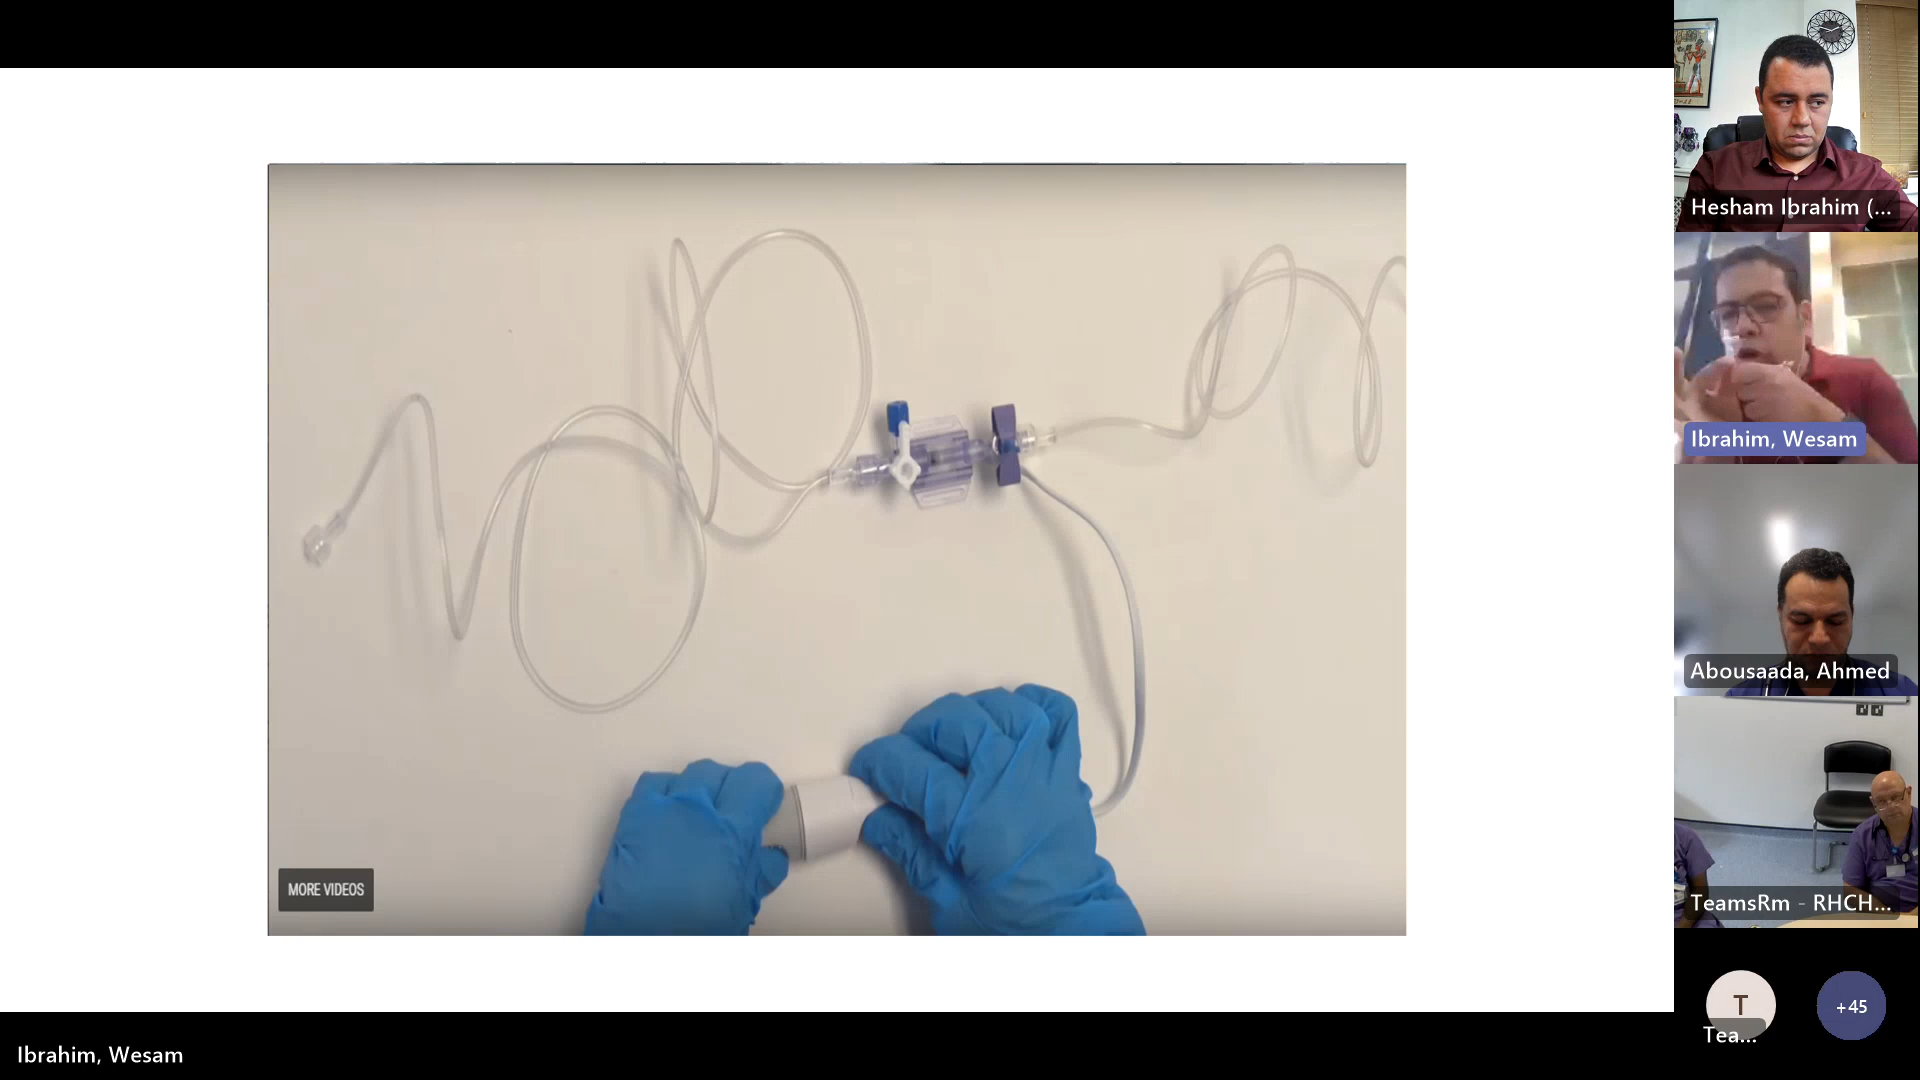 MORE VIDEOS
Ibrahim, Wesam
Hesham Ibrahim (...
Ibrahim, Wesam
Abousaada, Ahmed
TeamsRm - RHCH...
T
Tea...
+45